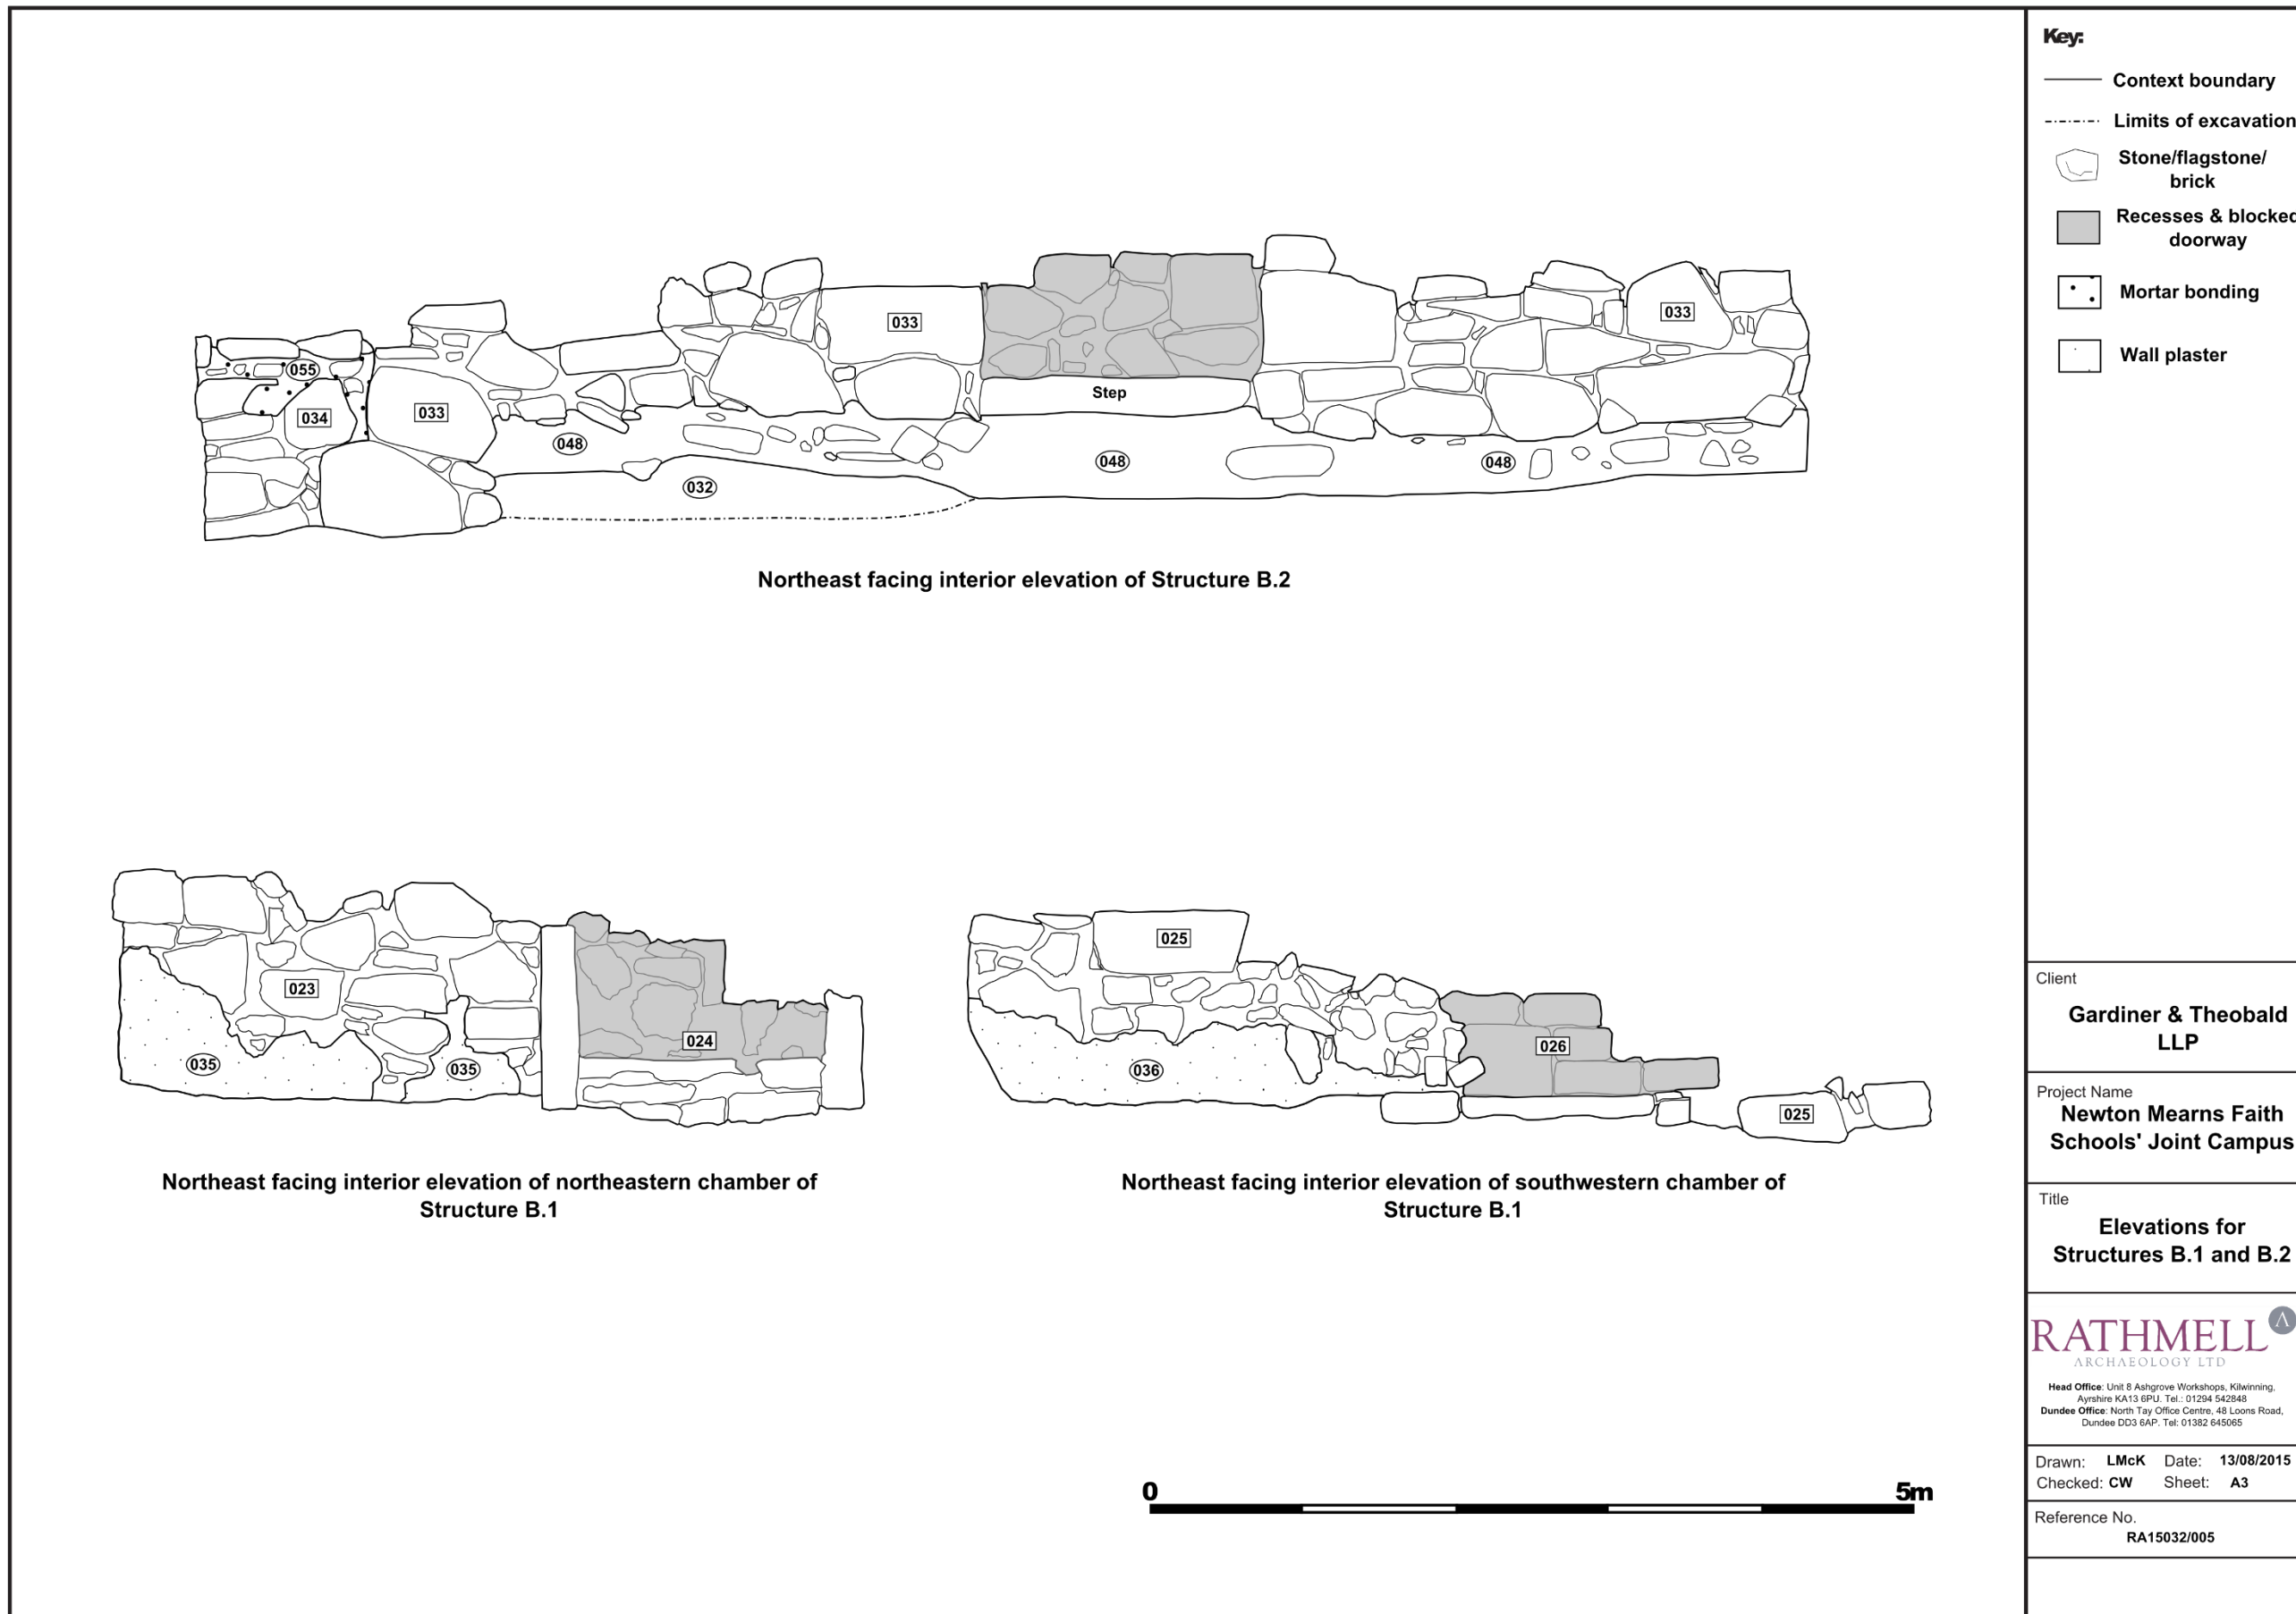 033
033
055
034
033
Step
048
048
048
032
Northeast facing interior elevation of Structure B.2
023
024
035
035
Northeast facing interior elevation of northeastern chamber of
Structure B.1
025
026
036
025
Northeast facing interior elevation of southwestern chamber of
Structure B.1
0 5m
Key:
Context boundary
Limits of excavation
Stone/flagstone/
brick
Recesses & blocked
doorway
Mortar bonding
Wall plaster
Client
Gardiner & Theobald
LLP
Project Name
Newton Mearns Faith
Schools' Joint Campus
Title
Elevations for
Structures B.1 and B.2
RATHMELL
ARCHAEOLOGY LTD
Head Office: Unit 8 Ashgrove Workshops, Kilwinning,
Ayrshire KA13 6PU. Tel.: 01294 542848
Dundee Office: North Tay Office Centre, 48 Loons Road,
Dundee DD3 6AP. Tel: 01382 645065
Drawn: LMcK Date: 13/08/2015
Checked: CW Sheet: A3
Reference No.
RA15032/005